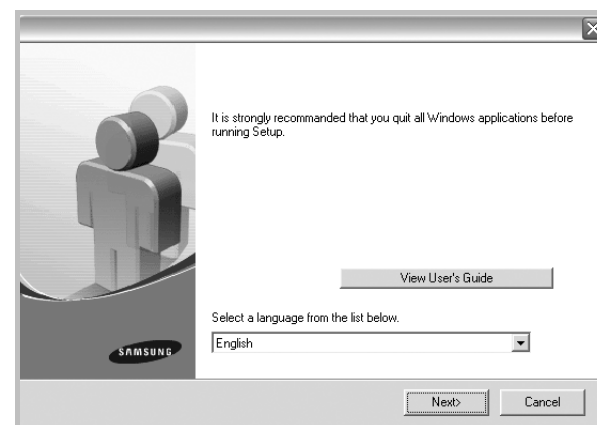 It is strongly recommanded that you quit all Windows applications before
running Setup.
View User's Guide
Select a language from the list below.
English
SAMSUNG
Next>
Cancel